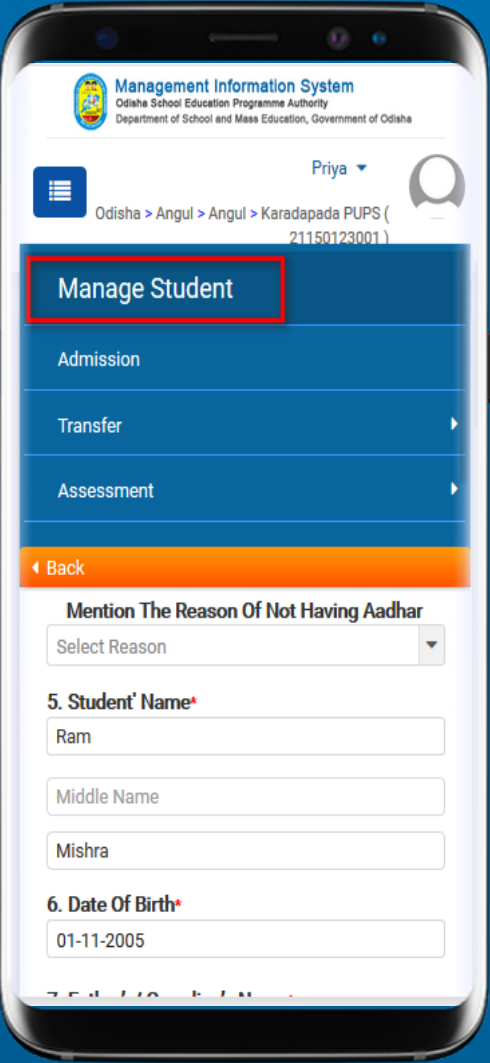 Management Information System
Odisha School Education Programme Authority
Department of School and Mass Education, Government of Odisha
Priya
Odisha > Angul > Angul > Karadapada PUPS (
21150123001 )
Manage Student
Admission
Transfer
Assessment
Back
Mention The Reason Of Not Having Aadhar
Select Reason
5. Student' Name*
Ram
Middle Name
Mishra
6. Date Of Birth*
01-11-2005